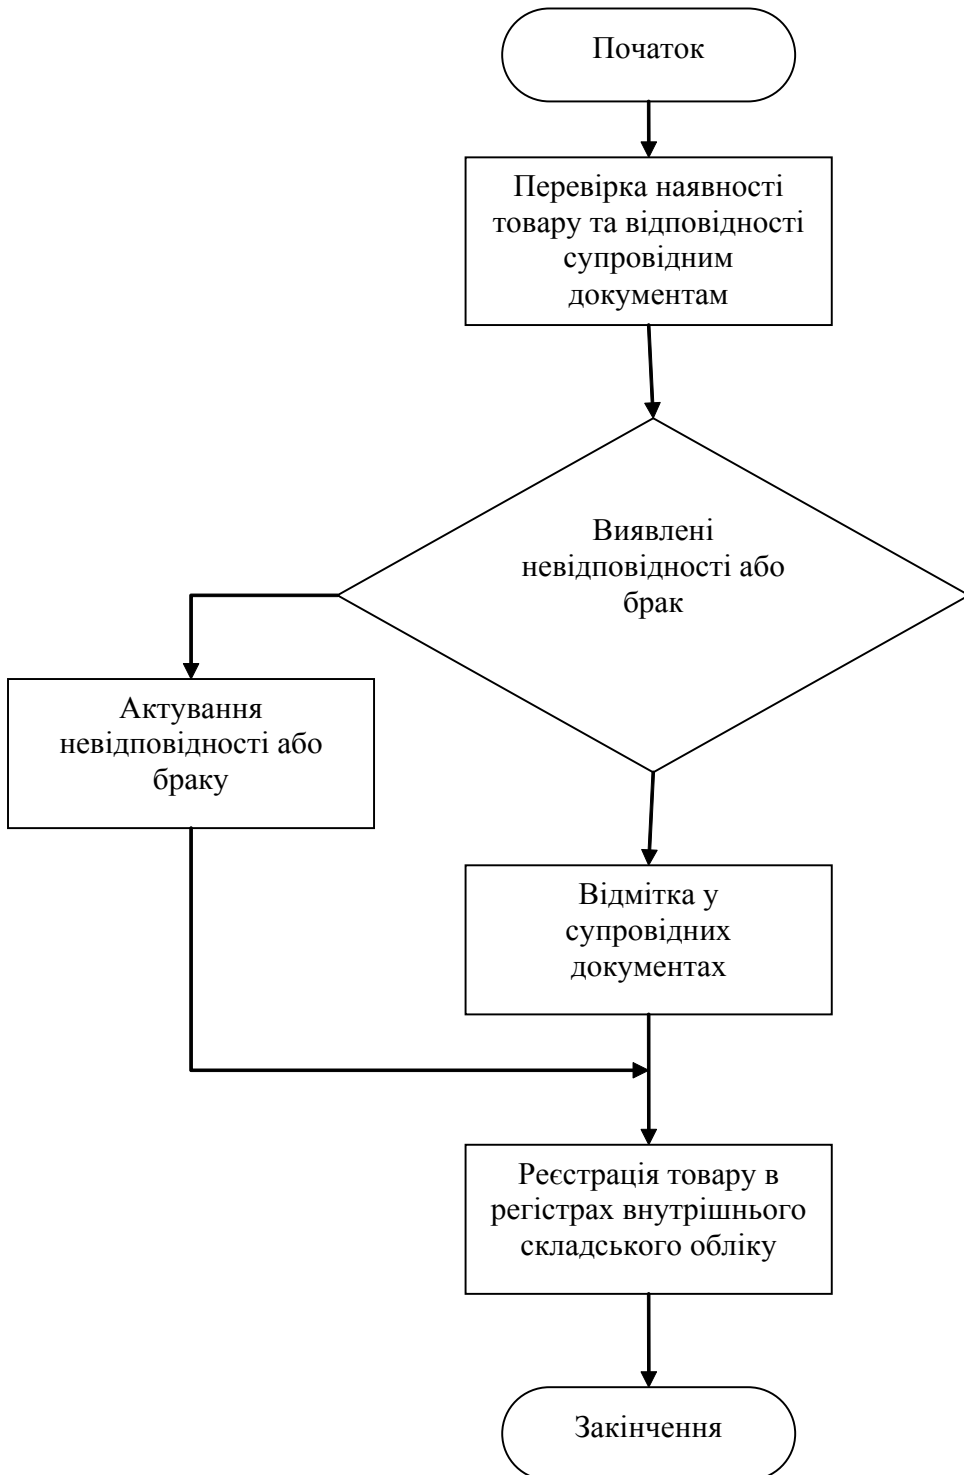 Початок
Перевірка наявності
товару та відповідності
супровідним
документам
Виявлені
невідповідності або
брак
Актування
невідповідності або
браку
Відмітка у
супровідних
документах
Реєстрація товару в
регістрах внутрішнього
складського обліку
Закінчення